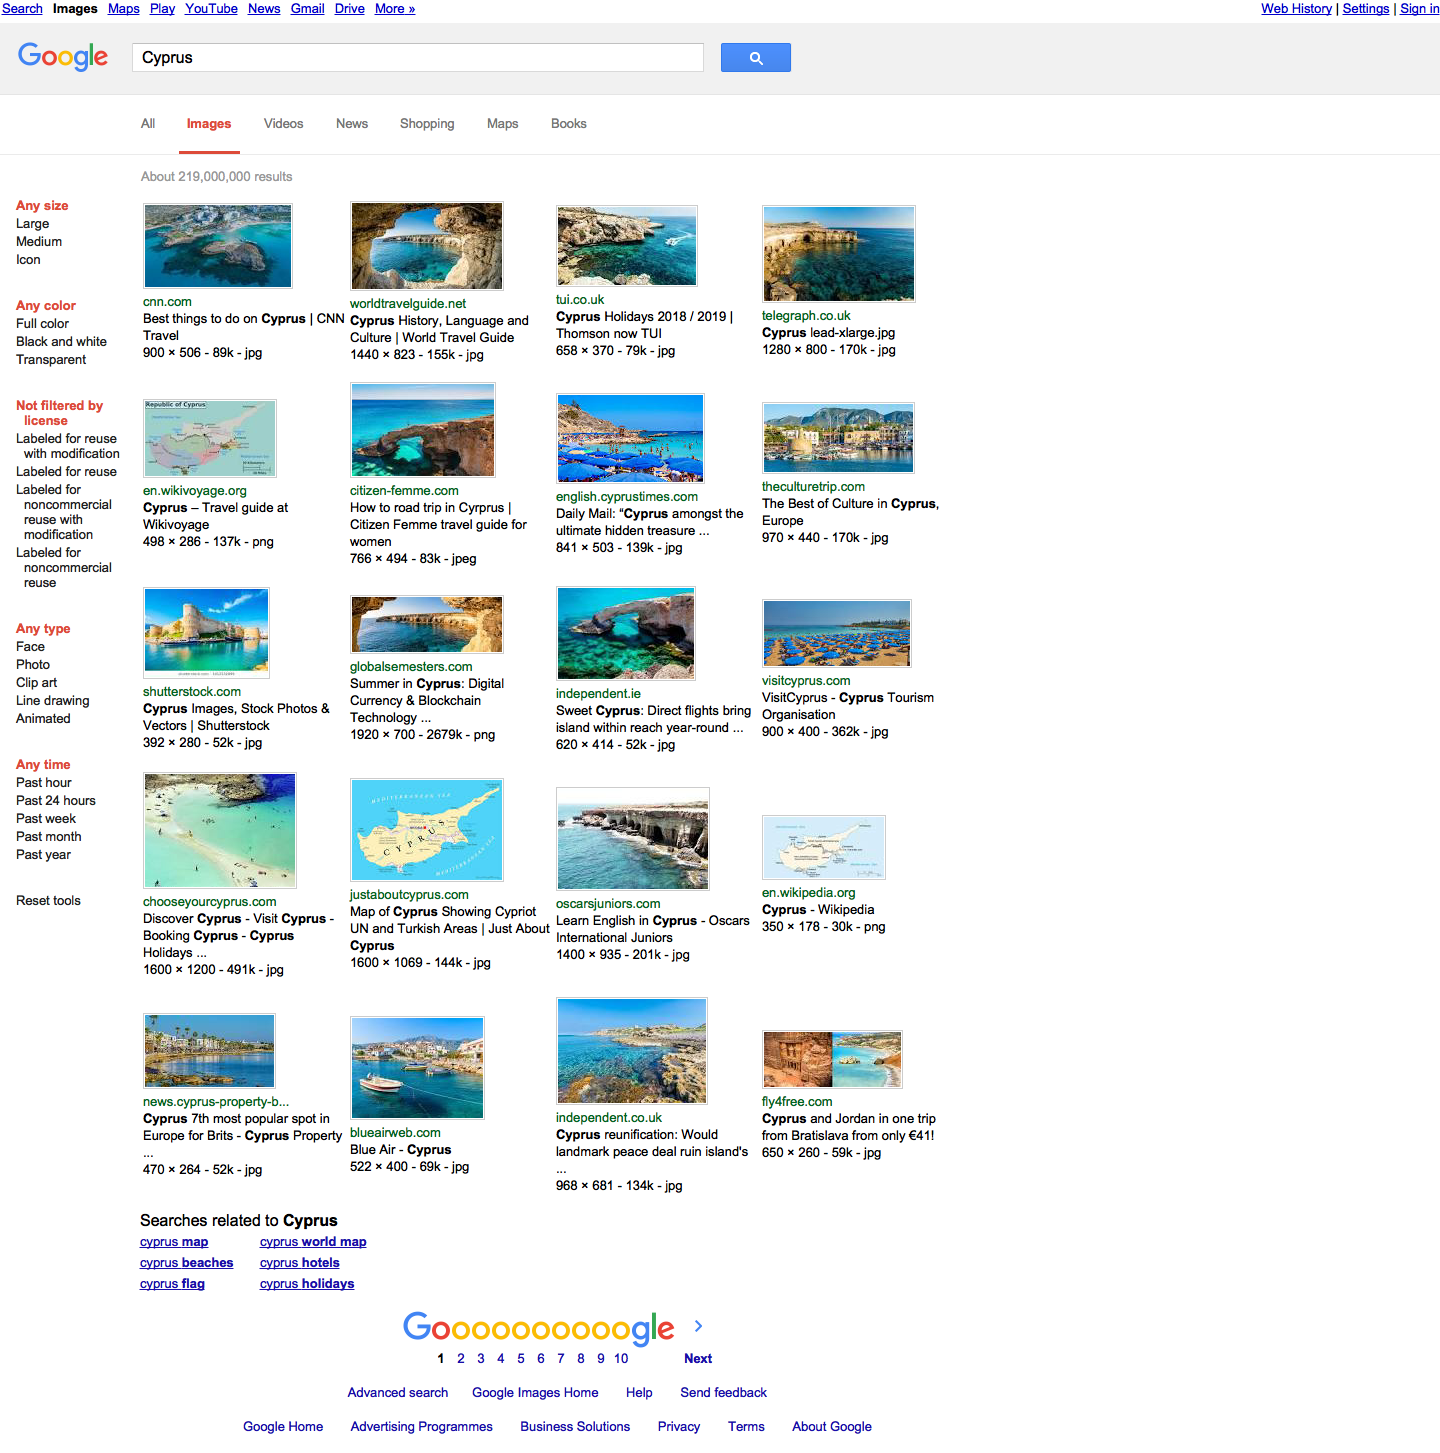 Search Images Maps Play YouTube News Gmail Drive More »
Web History | Settings | Sign in
Google
Cyprus
All Images Videos News Shopping Maps Books
About 219,000,000 results
Any size
Large
Medium
Icon
Any color
Full color
Black and white
Transparent
Not filtered by
license
Labeled for reuse
with modification
Labeled for reuse
Labeled for
noncommercial
reuse with
modification
Labeled for
noncommercial
reuse
Any type
Face
Photo
Clip art
Line drawing
Animated
Any time
Past hour
Past 24 hours
Past week
Past month
Past year
Reset tools
cnn.com
Best things to do on Cyprus | CNN
Travel
900 × 506 - 89k - jpg
worldtravelguide.net
Cyprus History, Language and
Culture | World Travel Guide
1440 × 823 - 155k - jpg
tui.co.uk
Cyprus Holidays 2018 / 2019 |
Thomson now TUI
658 × 370 - 79k - jpg
telegraph.co.uk
Cyprus lead-xlarge.jpg
1280 × 800 - 170k - jpg
Republic of Cyprus
en.wikivoyage.org
Cyprus – Travel guide at
Wikivoyage
498 × 286 - 137k - png
citizen-femme.com
How to road trip in Cyrprus |
Citizen Femme travel guide for
women
766 × 494 - 83k - jpeg
english.cyprustimes.com
Daily Mail: “Cyprus amongst the
ultimate hidden treasure ...
841 × 503 - 139k - jpg
theculturetrip.com
The Best of Culture in Cyprus,
Europe
970 × 440 - 170k - jpg
shutterstock.com
Cyprus Images, Stock Photos &
Vectors | Shutterstock
392 × 280 - 52k - jpg
globalsemesters.com
Summer in Cyprus: Digital
Currency & Blockchain
Technology ...
1920 × 700 - 2679k - png
independent.ie
Sweet Cyprus: Direct flights bring
island within reach year-round ...
620 × 414 - 52k - jpg
visitcyprus.com
VisitCyprus - Cyprus Tourism
Organisation
900 × 400 - 362k - jpg
chooseyourcyprus.com
Discover Cyprus - Visit Cyprus -
Booking Cyprus - Cyprus
Holidays ...
1600 × 1200 - 491k - jpg
MEDITERRANEAN SEA
CYPRUS
MEDITERRANEAN SEA
justaboutcyprus.com
Map of Cyprus Showing Cypriot
UN and Turkish Areas | Just About
Cyprus
1600 × 1069 - 144k - jpg
oscarsjuniors.com
Learn English in Cyprus - Oscars
International Juniors
1400 × 935 - 201k - jpg
en.wikipedia.org
Cyprus - Wikipedia
350 × 178 - 30k - png
news.cyprus-property-b...
Cyprus 7th most popular spot in
Europe for Brits - Cyprus Property
...
470 × 264 - 52k - jpg
blueairweb.com
Blue Air - Cyprus
522 × 400 - 69k - jpg
independent.co.uk
Cyprus reunification: Would
landmark peace deal ruin island's
...
968 × 681 - 134k - jpg
fly4free.com
Cyprus and Jordan in one trip
from Bratislava from only €41!
650 × 260 - 59k - jpg
Searches related to Cyprus
cyprus map cyprus world map
cyprus beaches cyprus hotels
cyprus flag cyprus holidays
Goooooooooogle
1 2 3 4 5 6 7 8 9 10 Next
Advanced search Google Images Home Help Send feedback
Google Home Advertising Programmes Business Solutions Privacy Terms About Google